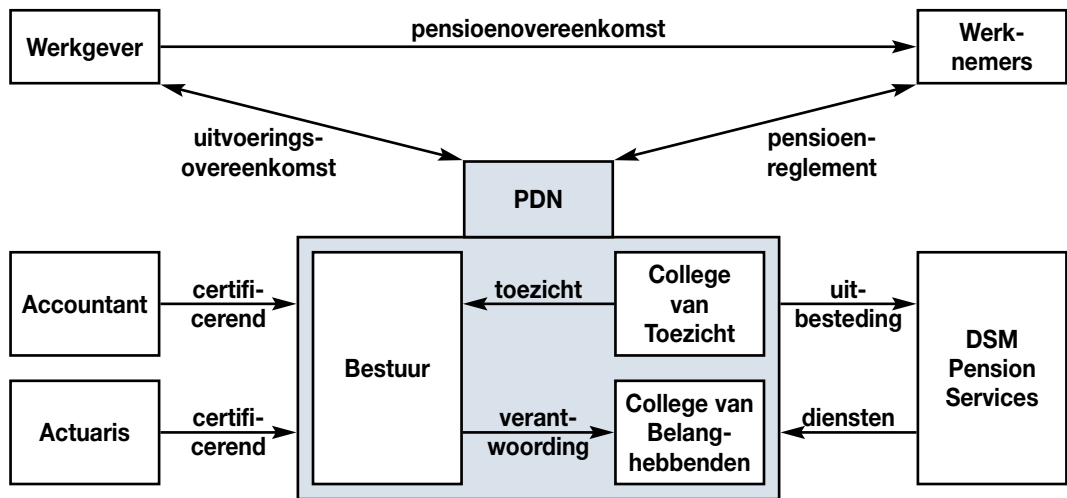 pensioenovereenkomst
Werkgever
Werk-
nemers
uitvoerings-
overeenkomst
pensioen-
reglement
PDN
Accountant
certifi-
cerend
Bestuur
toezicht
College
van
Toezicht
uit-
besteding
DSM
Pension
Services
Actuaris
certifi-
cerend
verant-
woording
College van
Belang-
hebbenden
diensten